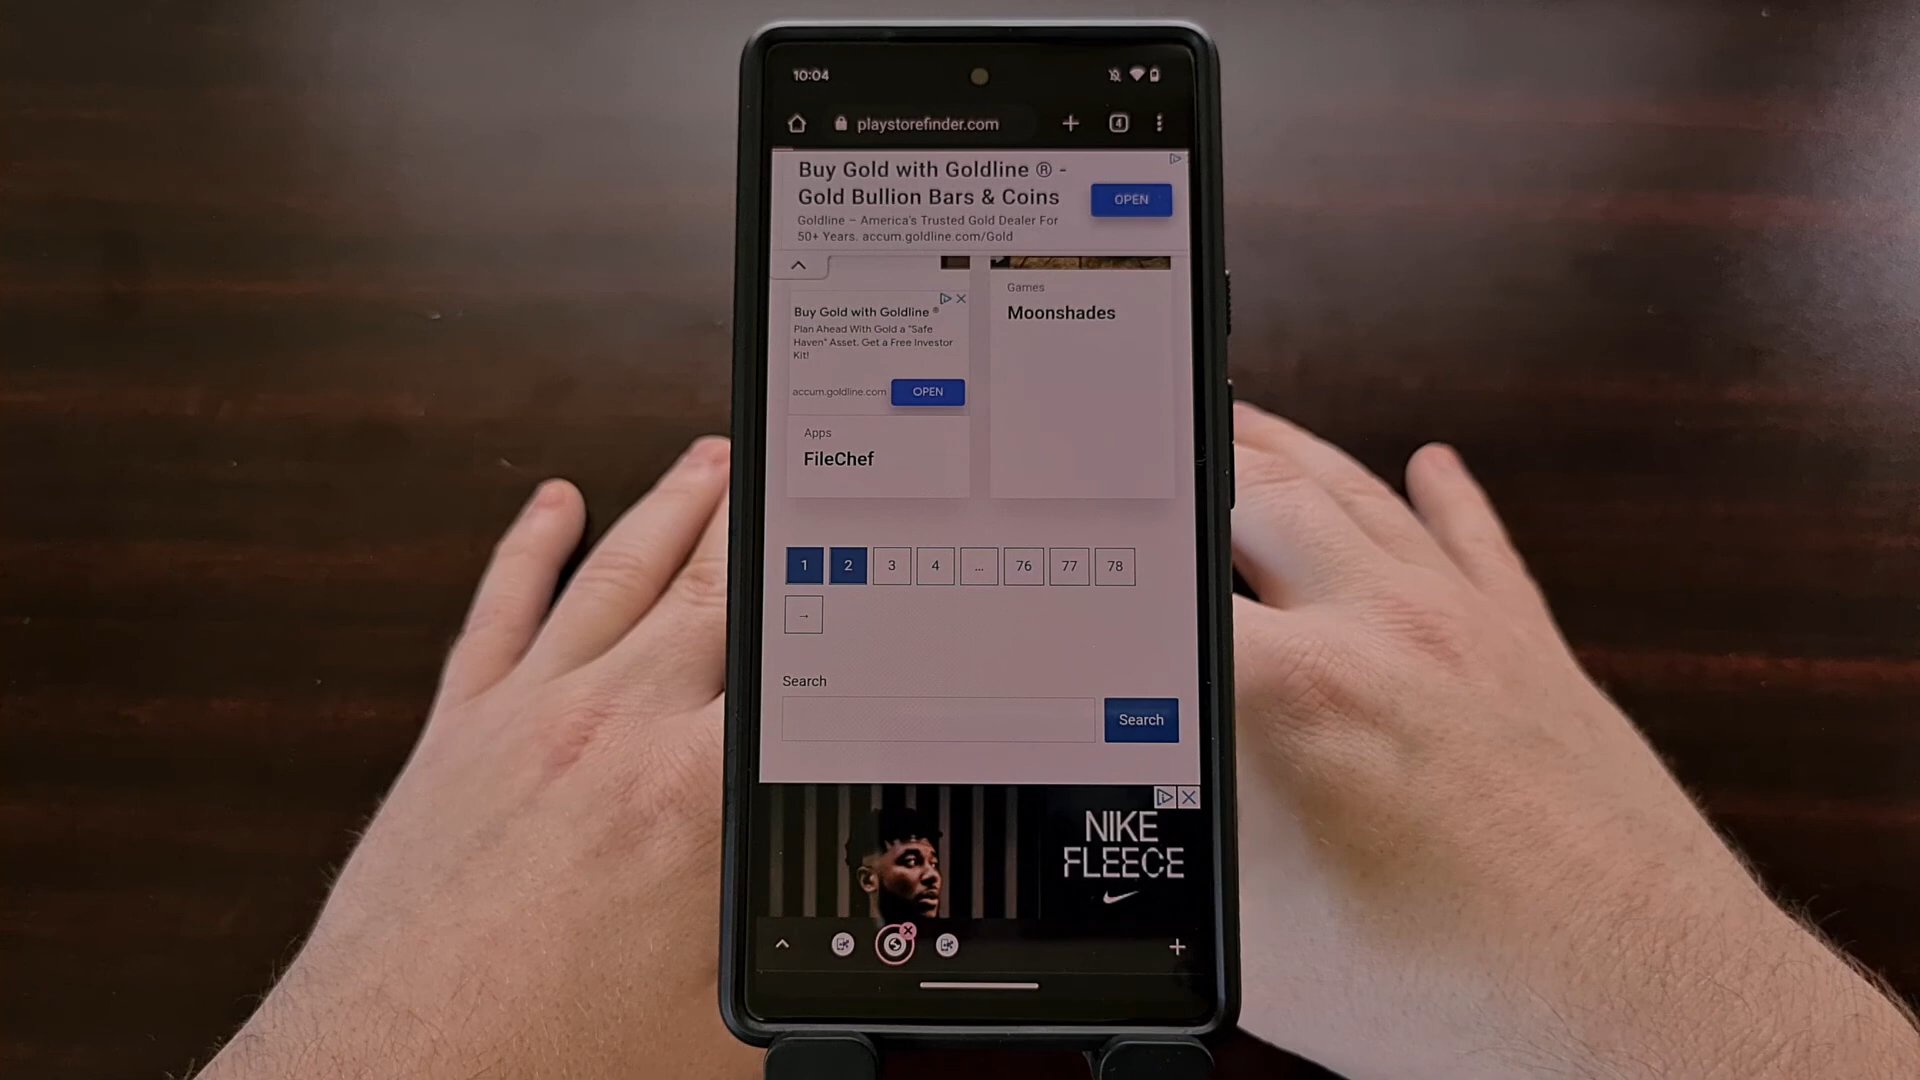 10:04
playstorefinder.com
4
Buy Gold with Goldline ® -
Gold Bullion Bars & Coins
Goldline – America's Trusted Gold Dealer For
50+ Years. accum.goldline.com/Gold
OPEN
Buy Gold with Goldline ®
Plan Ahead With Gold a "Safe
Haven" Asset. Get a Free Investor
Kit!
accum.goldline.com
OPEN
Apps
FileChef
Games
Moonshades
1 2 3 4 ... 76 77 78
→
Search
Search
NIKE
FLEECE